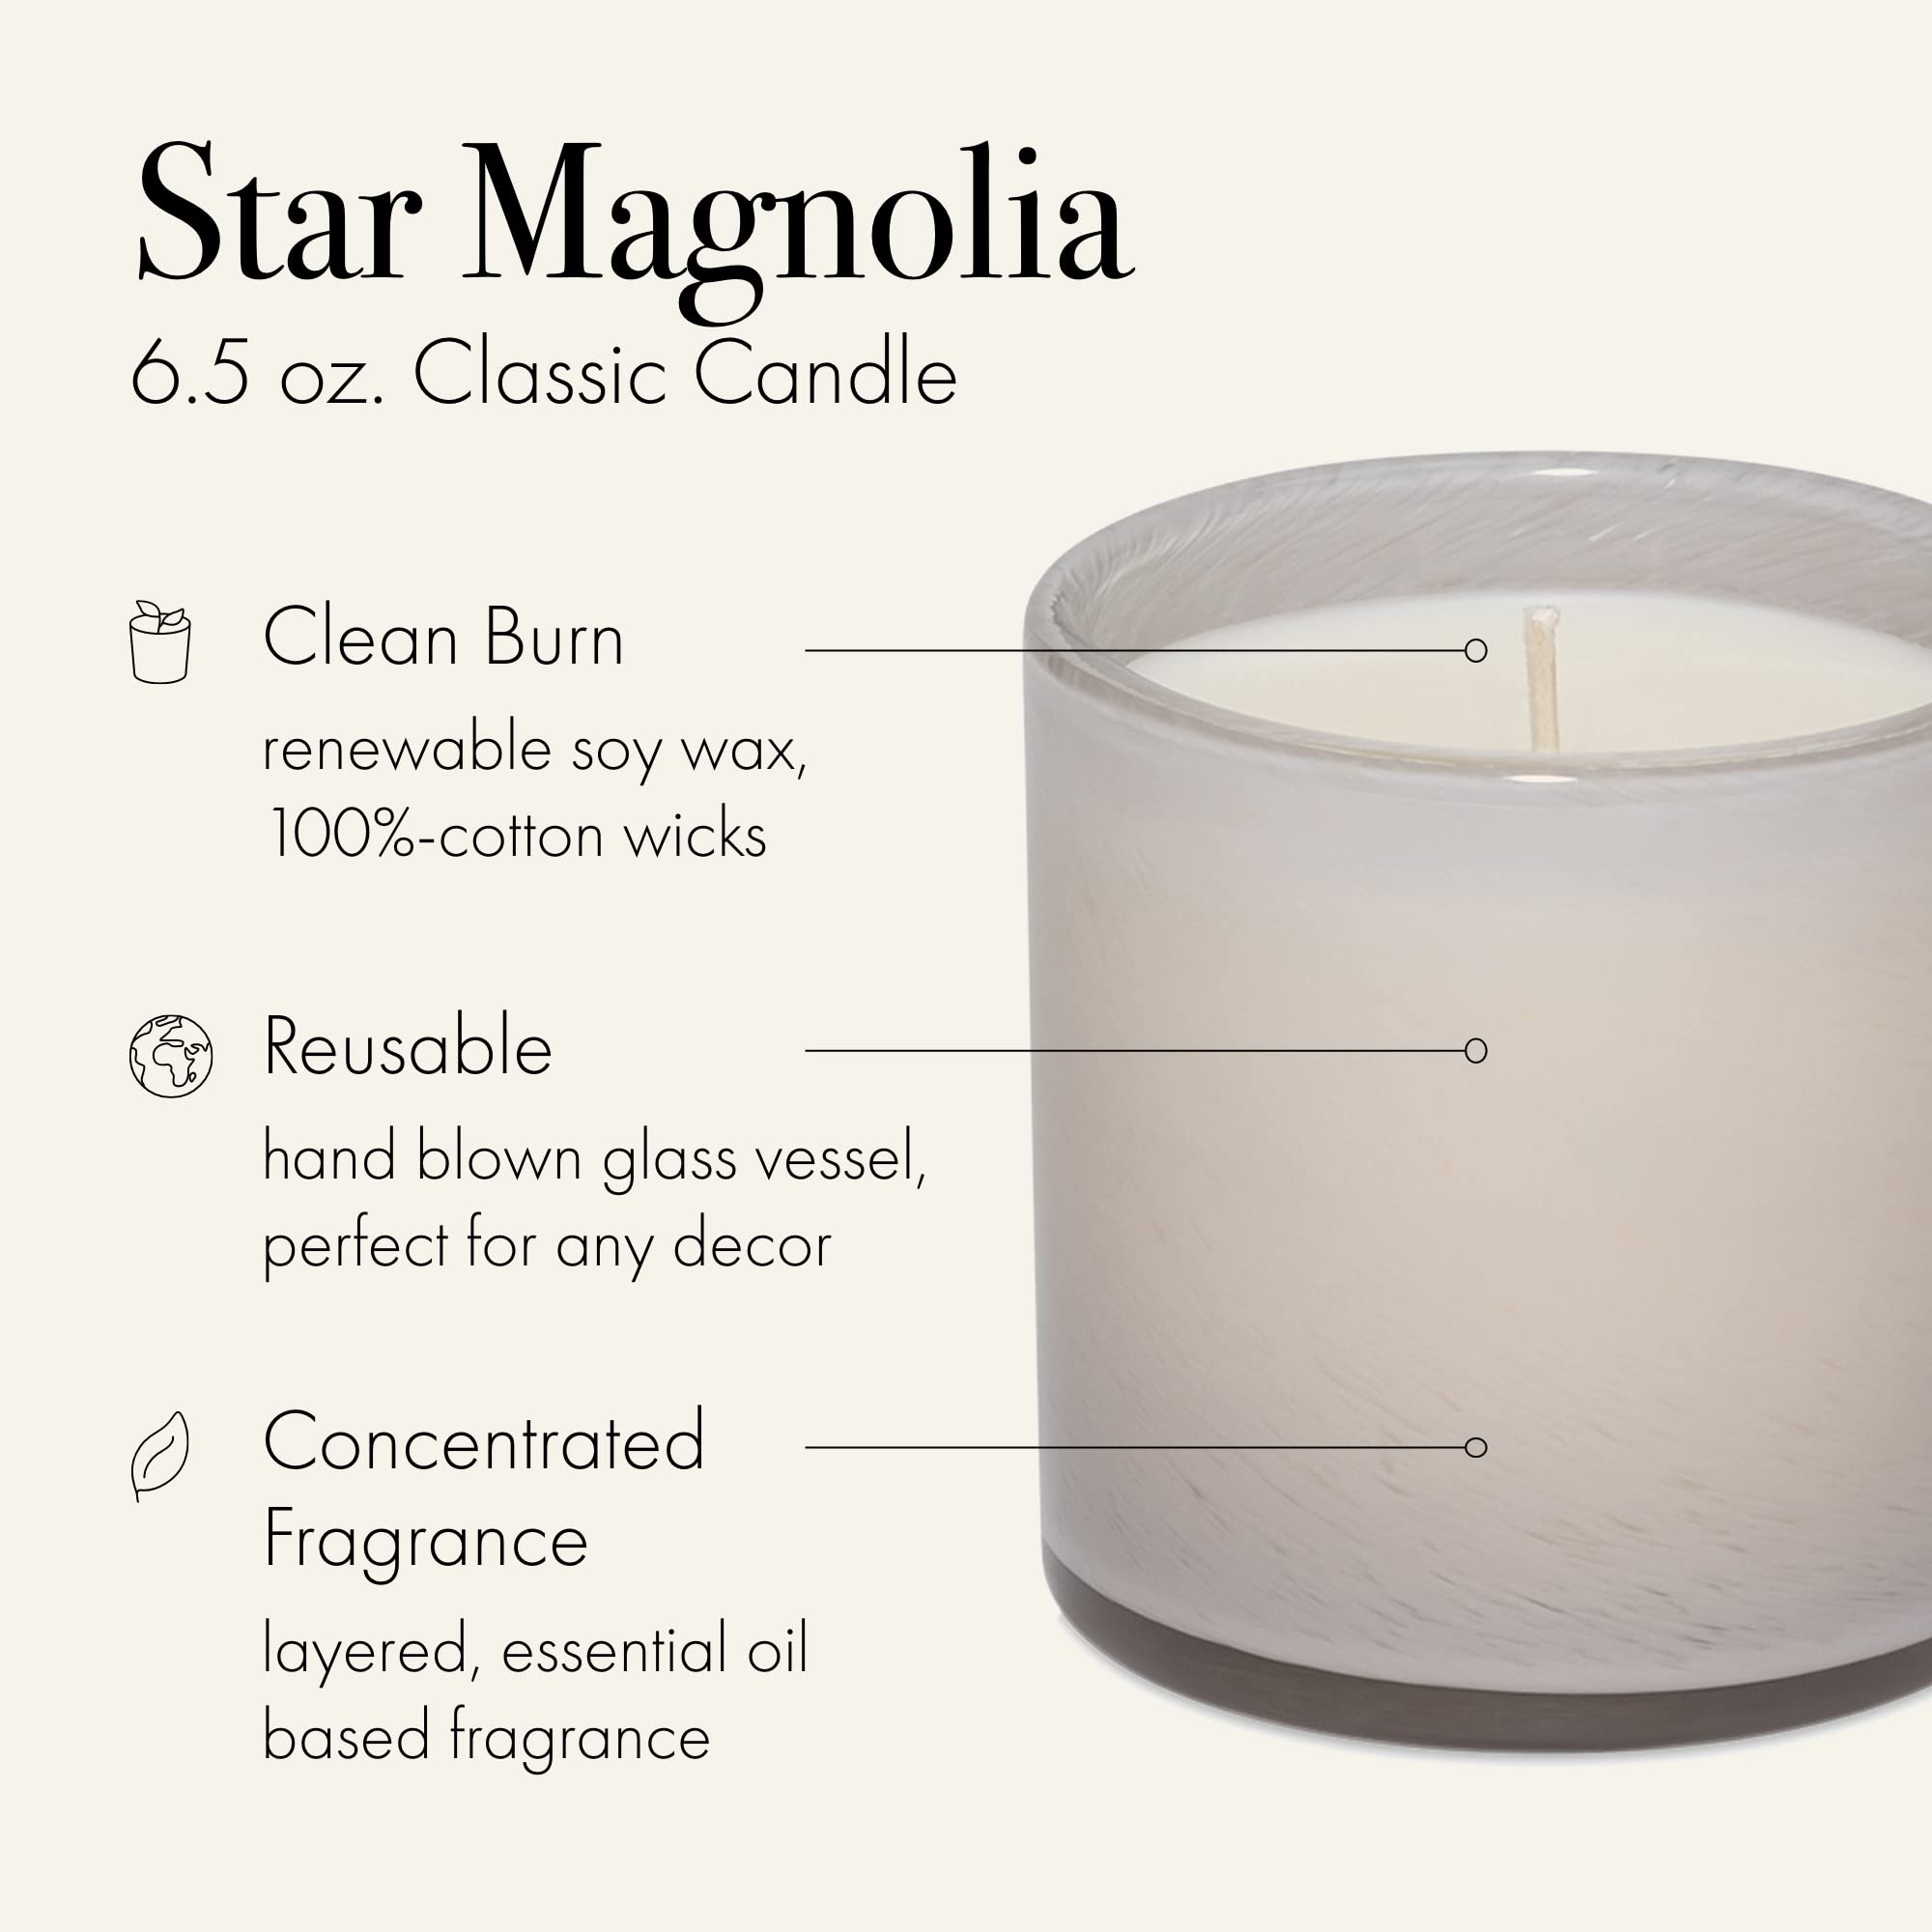 Star Magnolia
6.5 oz. Classic Candle
Clean Burn
renewable soy wax,
100%-cotton wicks
Reusable
hand blown glass vessel,
perfect for any decor
Concentrated
Fragrance
layered, essential oil
based fragrance